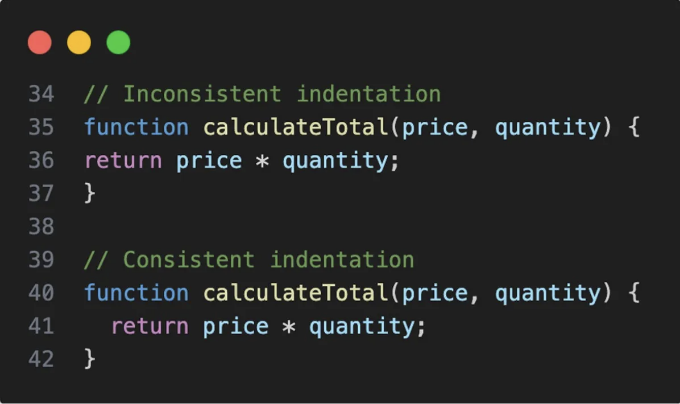 34 // Inconsistent indentation
35 function calculateTotal(price, quantity) {
36 return price * quantity;
37 }
38
39 // Consistent indentation
40 function calculateTotal(price, quantity) {
41   return price * quantity;
42 }